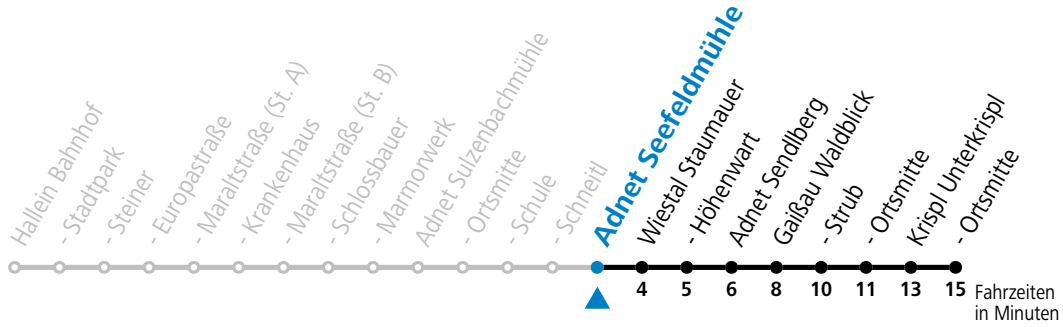 Hallein Bahnhof
- Stadtpark
- Steiner
- Europastraße
- Maraltstraße (St. A)
- Krankenhaus
- Maraltstraße (St. B)
- Schlossbauer
- Marmorwerk
Adnet Sulzenbachmühle
- Ortsmitte
- Schule
- Schneitl
Adnet Seefeldmühle
Wiestal Staumauer
- Höhenwart
Adnet Sendlberg
Gaißau Waldblick
- Strub
- Ortsmitte
Krispl Unterkrispl
- Ortsmitte
4 5 6 8 10 11 13 15 Fahrzeiten
in Minuten